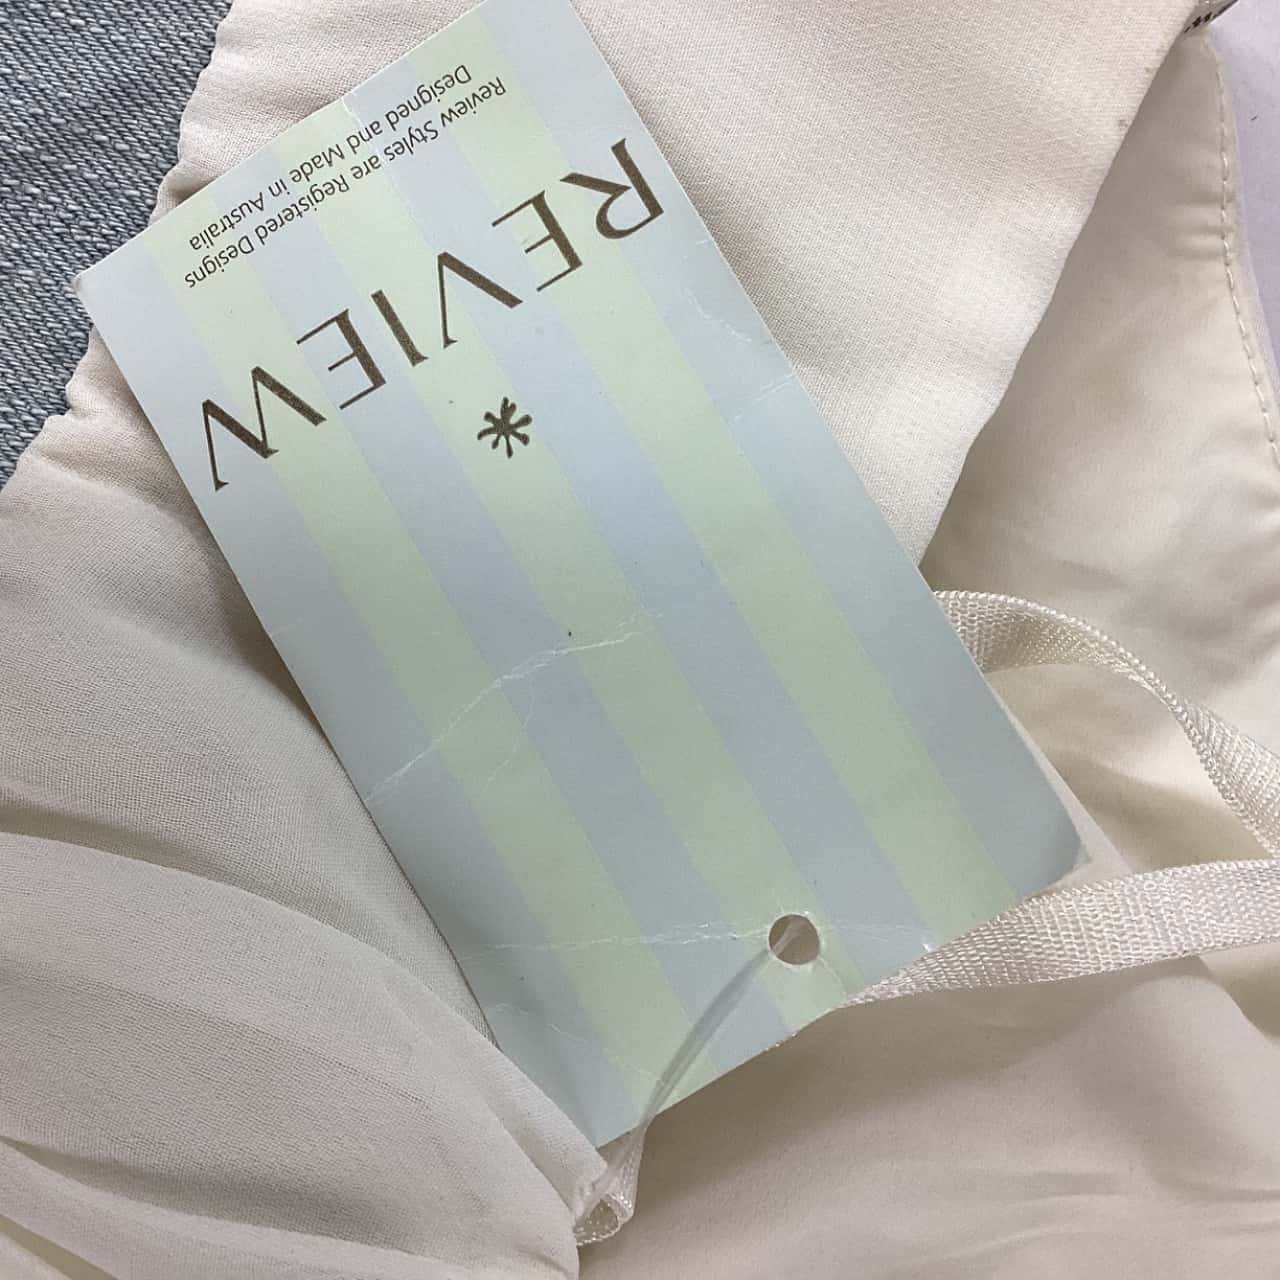 REVIEW
Review Styles are Registered Designs
Designed and Made in Australia